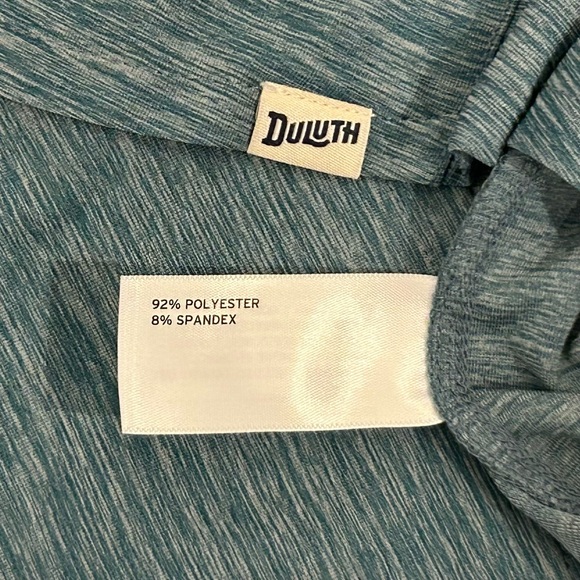 DULUTH
92% POLYESTER
8% SPANDEX